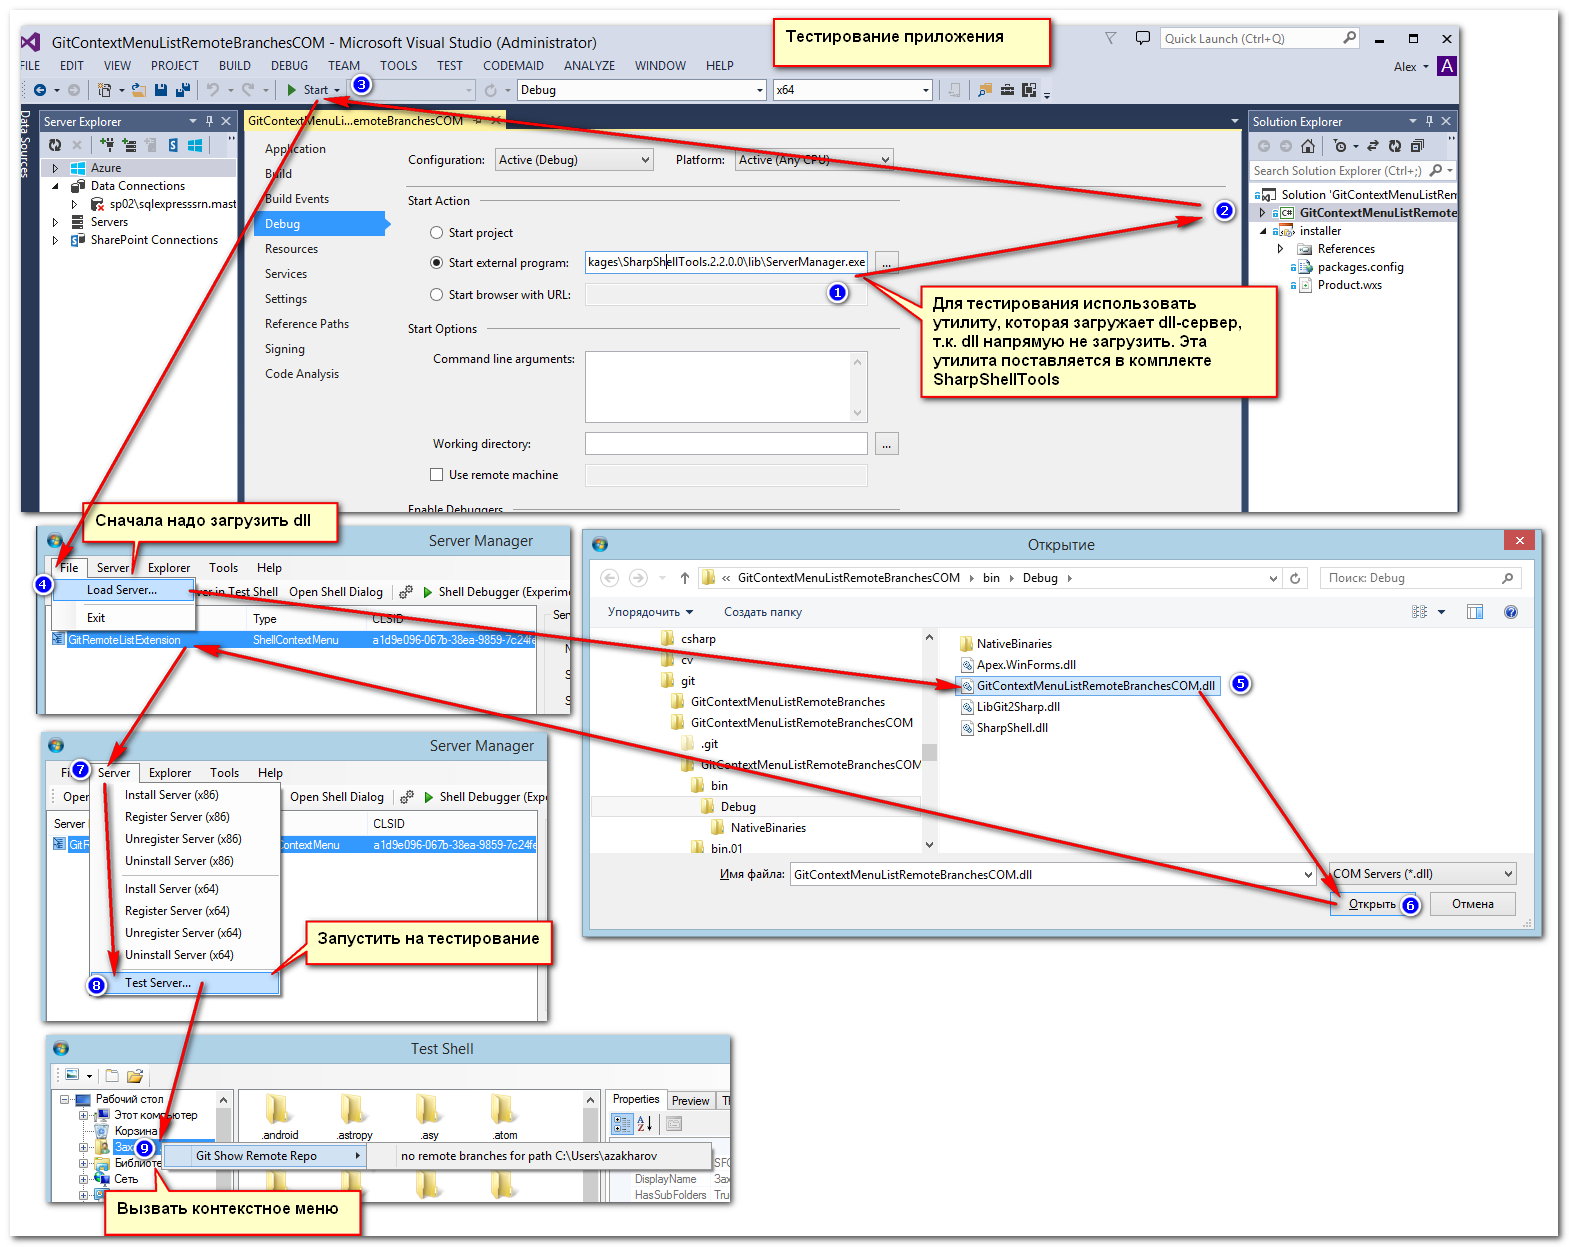 Тестирование приложения
GitContextMenuListRemoteBranchesCOM - Microsoft Visual Studio (Administrator)
Quick Launch (Ctrl+Q)
FILE EDIT VIEW PROJECT BUILD DEBUG TEAM TOOLS TEST CODEMAID ANALYZE WINDOW HELP
Alex A
Start 3 Debug x64
Data Sources
Server Explorer
Azure
Data Connections
sp02\sqlexpresssrn.mast
Servers
SharePoint Connections
GitContextMenuLi...emoteBranchesCOM
Application
Build
Build Events
Debug
Resources
Services
Settings
Reference Paths
Signing
Code Analysis
Configuration: Active (Debug) Platform: Active (Any CPU)
Start Action
Start project
Start external program: kages\SharpShellTools.2.2.0.0\lib\ServerManager.exe ...
1
2
Start browser with URL:
Start Options
Command line arguments:
Working directory: ...
Use remote machine
Enable Debuggers
Solution Explorer
Search Solution Explorer (Ctrl+;)
Solution 'GitContextMenuListRem
C# GitContextMenuListRemote
installer
References
packages.config
Product.wxs
Для тестирования использовать
утилиту, которая загружает dll-сервер,
т.к. dll напрямую не загрузить. Эта
утилита поставляется в комплекте
SharpShellTools
Сначала надо загрузить dll
Server Manager
4
File Server Explorer Tools Help
Load Server... er in Test Shell Open Shell Dialog Shell Debugger (Experime
Exit
Type CLSID
GitRemoteListExtension ShellContextMenu a1d9e096-067b-38ea-9859-7c24fe
Открытие
« GitContextMenuListRemoteBranchesCOM bin Debug
Поиск: Debug
Упорядочить Создать папку
csharp
cv
git
GitContextMenuListRemoteBranches
GitContextMenuListRemoteBranchesCOM
.git
GitContextMenuListRemoteBranchesCOM
bin
Debug
NativeBinaries
bin.01
NativeBinaries
Apex.WinForms.dll
GitContextMenuListRemoteBranchesCOM.dll 5
LibGit2Sharp.dll
SharpShell.dll
Имя файла: GitContextMenuListRemoteBranchesCOM.dll COM Servers (*.dll)
Открыть 6 Отмена
Server Manager
Fi 7 Server Explorer Tools Help
Oper Open Shell Dialog Shell Debugger (Expe
Server CLSID
GitR ContextMenu a1d9e096-067b-38ea-9859-7c24fe
Install Server (x86)
Register Server (x86)
Unregister Server (x86)
Uninstall Server (x86)
Install Server (x64)
Register Server (x64)
Unregister Server (x64)
Uninstall Server (x64)
8 Test Server...
Запустить на тестирование
Test Shell
Рабочий стол
Этот компьютер
Корзина
Зах 9
Библиоте
Сеть
.android .astropy .asy .atom
Git Show Remote Repo no remote branches for path C:\Users\azakharov
Properties Preview
SFG
DisplayName Зах
HasSubFolders Tru
Вызвать контекстное меню